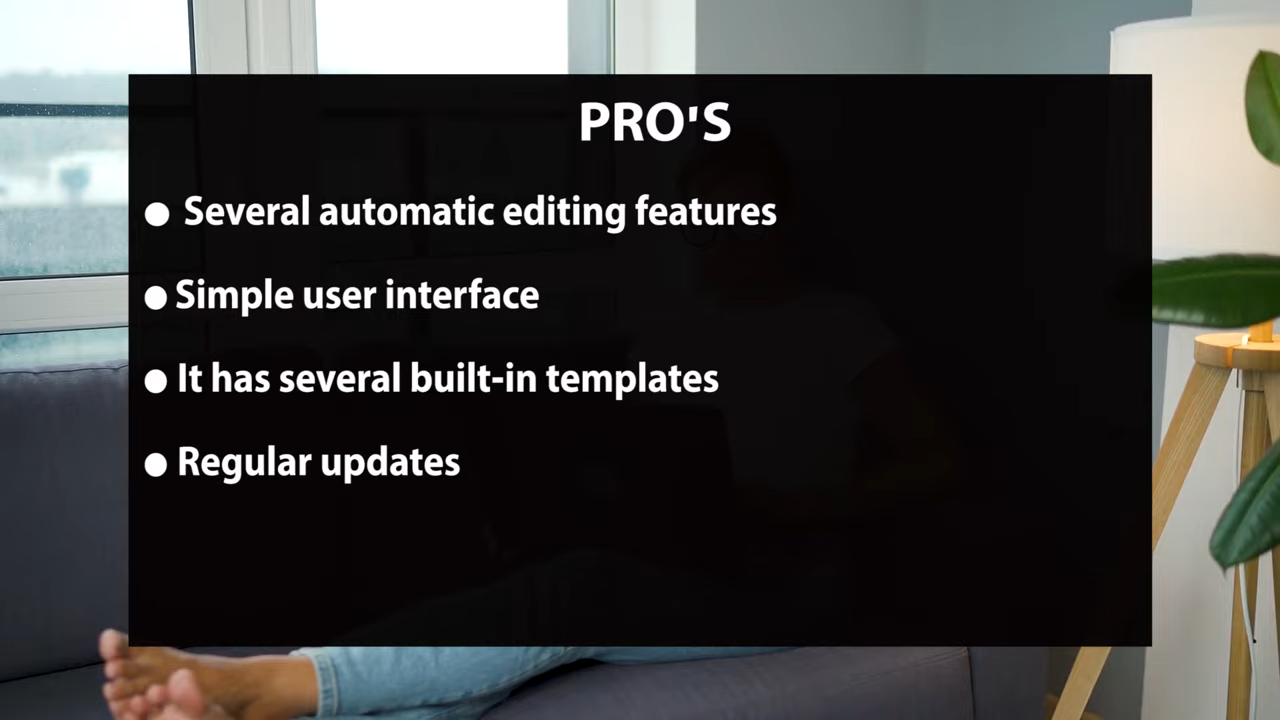 PRO'S
● Several automatic editing features
● Simple user interface
● It has several built-in templates
● Regular updates